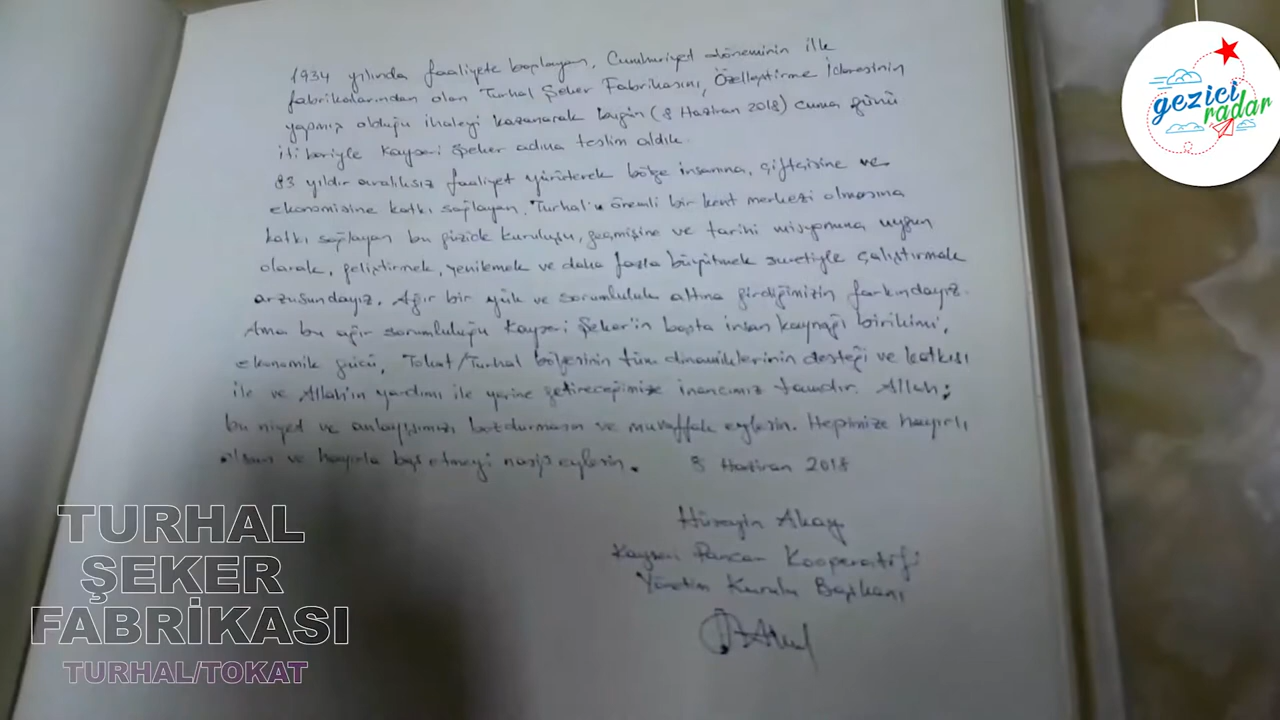 1934 yılında faaliyete başlayan, Cumhuriyet döneminin ilk
fabrikalarından olan Turhal Şeker Fabrikasını, Özelleştirme İdaresinin
yapmış olduğu ihaleyi kazanarak bugün (8 Haziran 2018) cuma günü
itibariyle Kayseri Şeker adına teslim aldık.
83 yıldır aralıksız faaliyet yürüterek bölge insanına, çiftçisine ve
ekonomisine katkı sağlayan, Turhal'ın önemli bir kent merkezi olmasına
katkı sağlayan bu güzide kuruluşu, geçmişine ve tarihi misyonuna uygun
olarak, geliştirmek, yenilemek ve daha fazla büyütmek suretiyle çalıştırmak
arzusundayız. Ağır bir yük ve sorumluluk altına girdiğimizin farkındayız.
Ama bu ağır sorumluluğu Kayseri Şeker'in başta insan kaynağı birikimi,
ekonomik gücü, Tokat/Turhal bölgesinin tüm dinamiklerinin desteği ve katkısı
ile ve Allah'ın yardımı ile yerine getireceğimize inancımız tamdır. Allah;
bu niyet ve anlayışımızı bozdurmasın ve muvaffak eylesin. Hepimize hayırlı
olsun ve hayırla baş etmeyi nasip eylesin. 8 Haziran 2018
Hüseyin Akay
Kayseri Pancar Kooperatifi
Yönetim Kurulu Başkanı
gezici
radar
TURHAL
ŞEKER
FABRİKASI
TURHAL/TOKAT